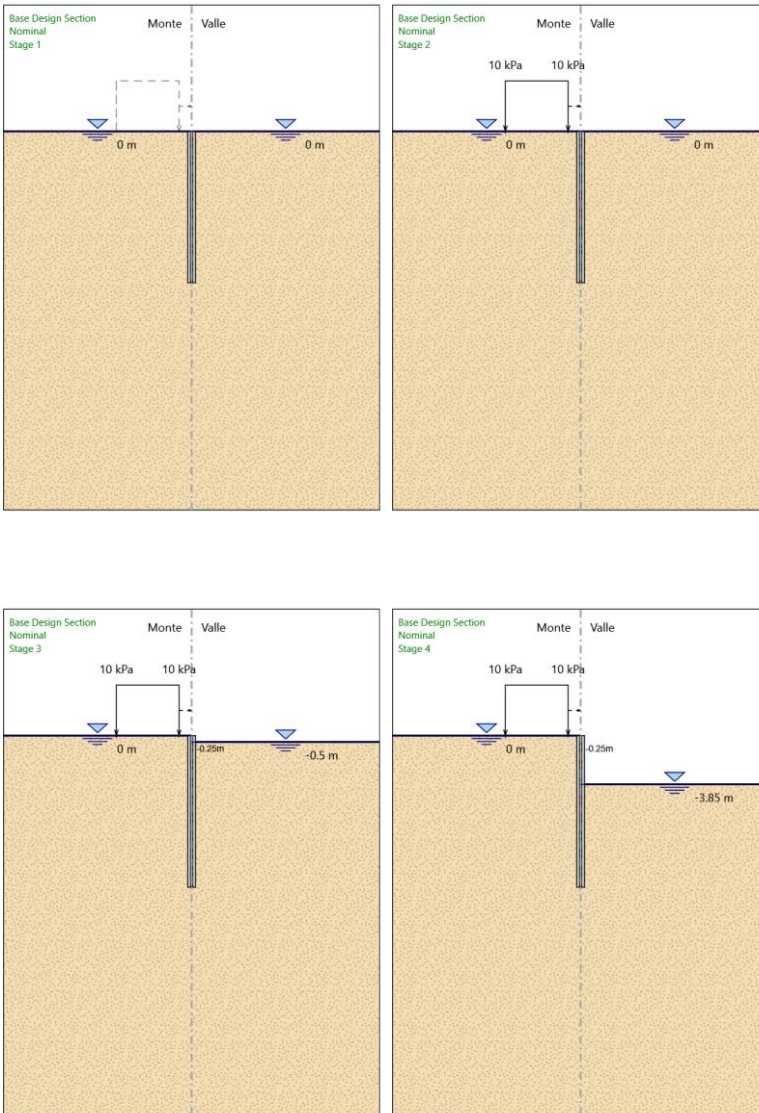 Base Design Section
Nominal
Stage 1
Monte Valle
0 m
0 m
Base Design Section
Nominal
Stage 2
Monte Valle
10 kPa 10 kPa
0 m
0 m
Base Design Section
Nominal
Stage 3
Monte Valle
10 kPa 10 kPa
0 m
-0.25m
-0.5 m
Base Design Section
Nominal
Stage 4
Monte Valle
10 kPa 10 kPa
0 m
-0.25m
-3.85 m